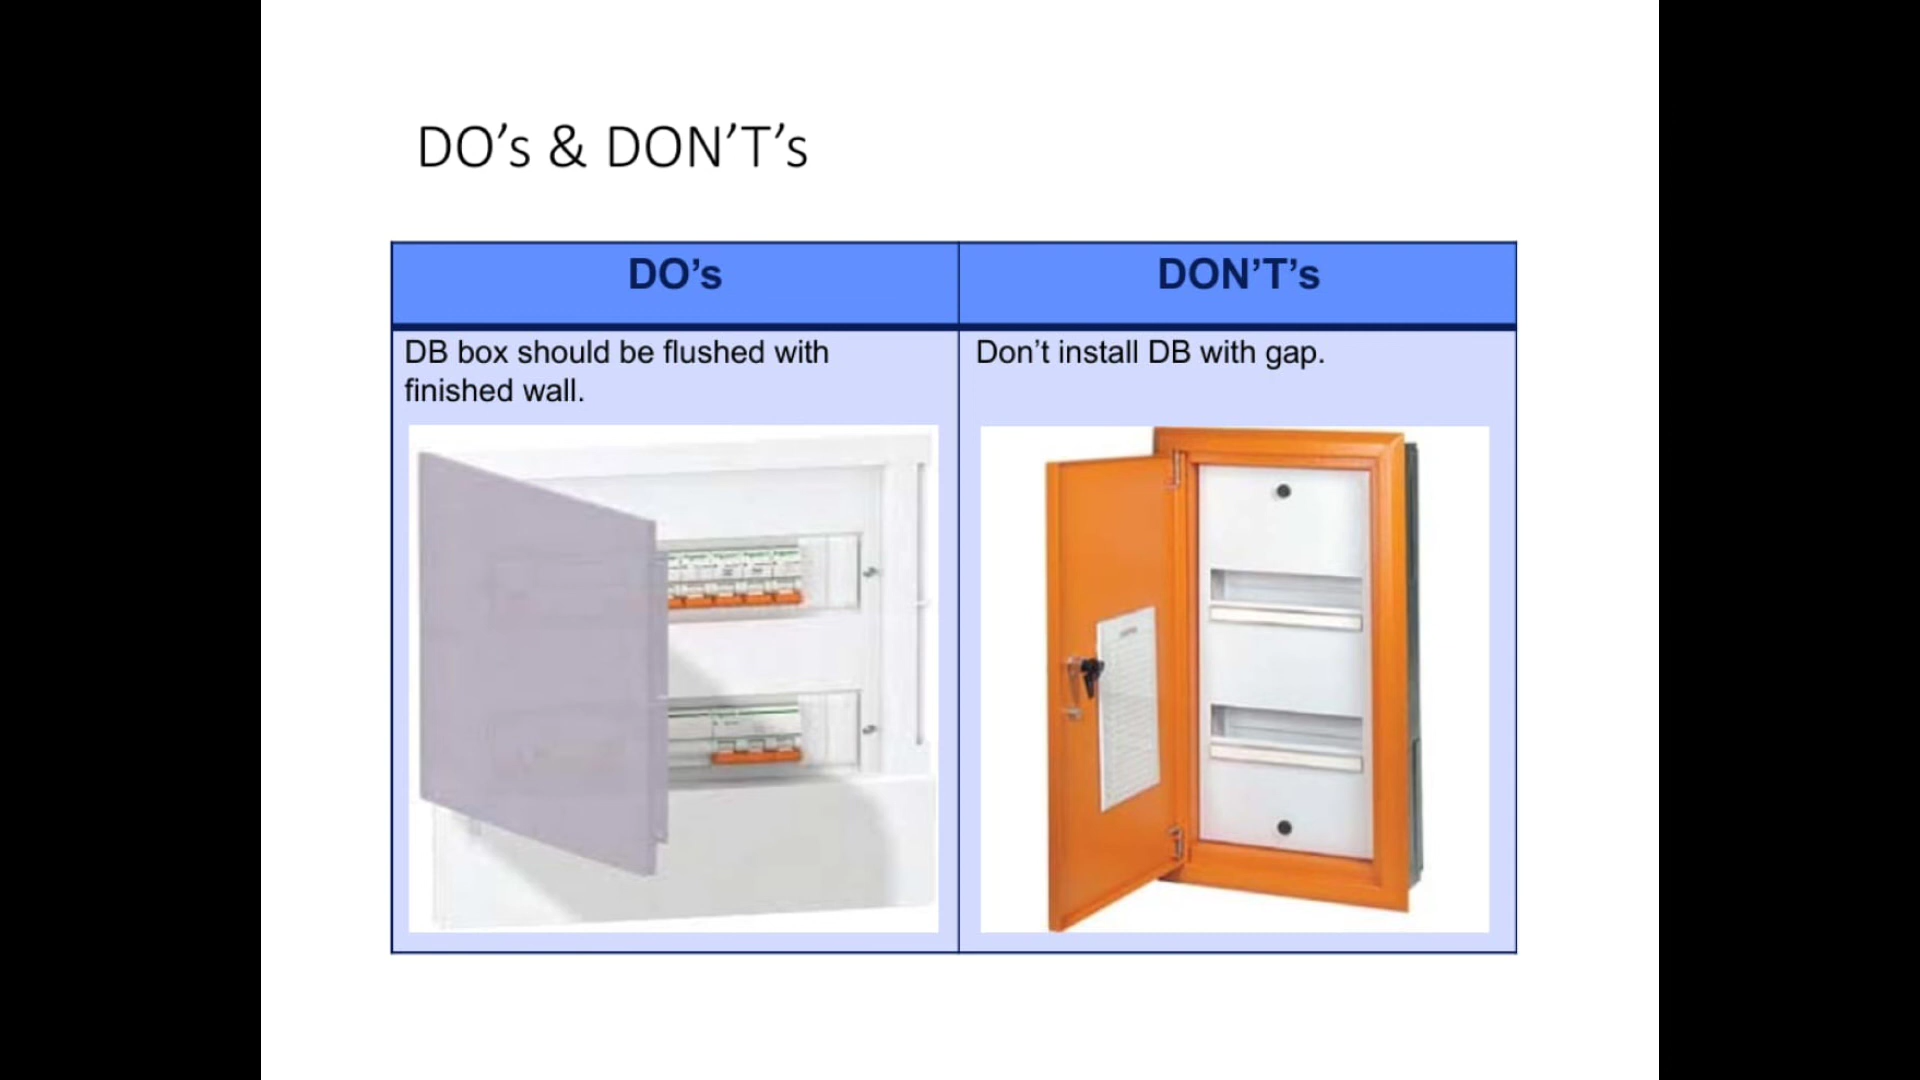 DO’s & DON’T’s
DO’s
DON’T’s
DB box should be flushed with
finished wall.
Don’t install DB with gap.